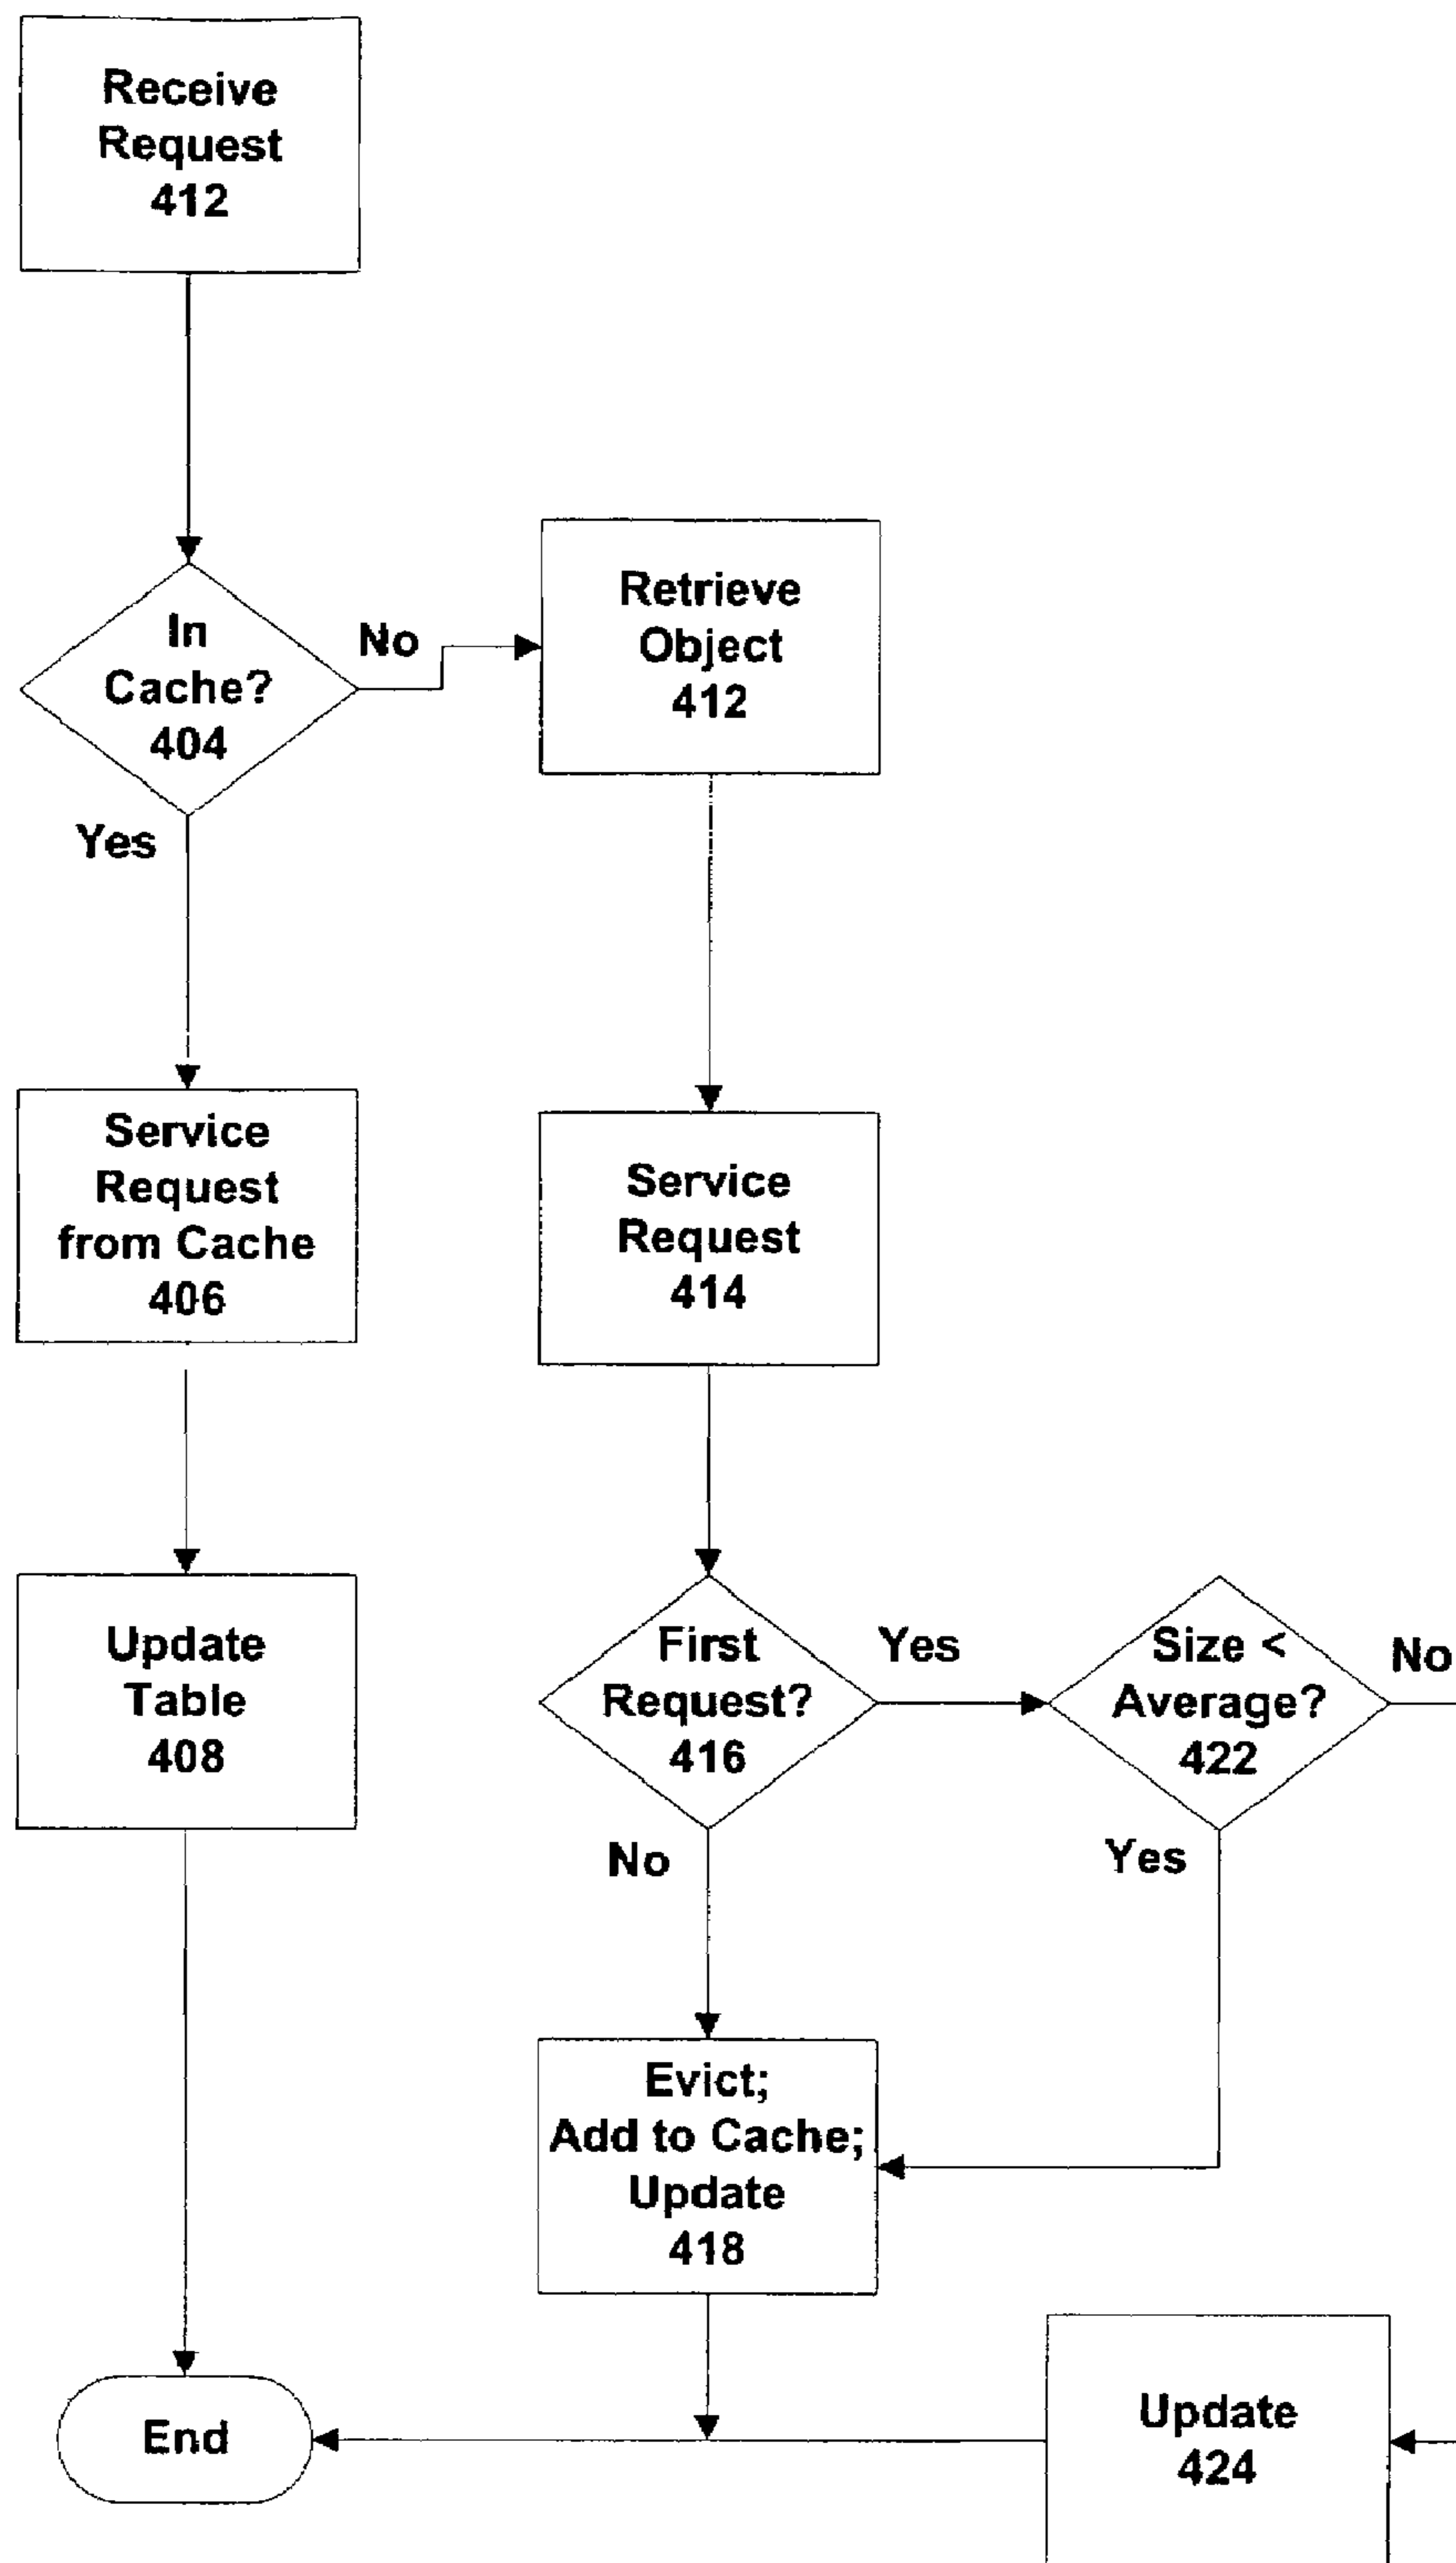 Receive
Request
412
In
Cache?
404
No
Yes
Retrieve
Object
412
Service
Request
from Cache
406
Service
Request
414
Update
Table
408
First
Request?
416
Yes
No
Size <
Average?
422
No
Yes
Evict;
Add to Cache;
Update
418
End
Update
424